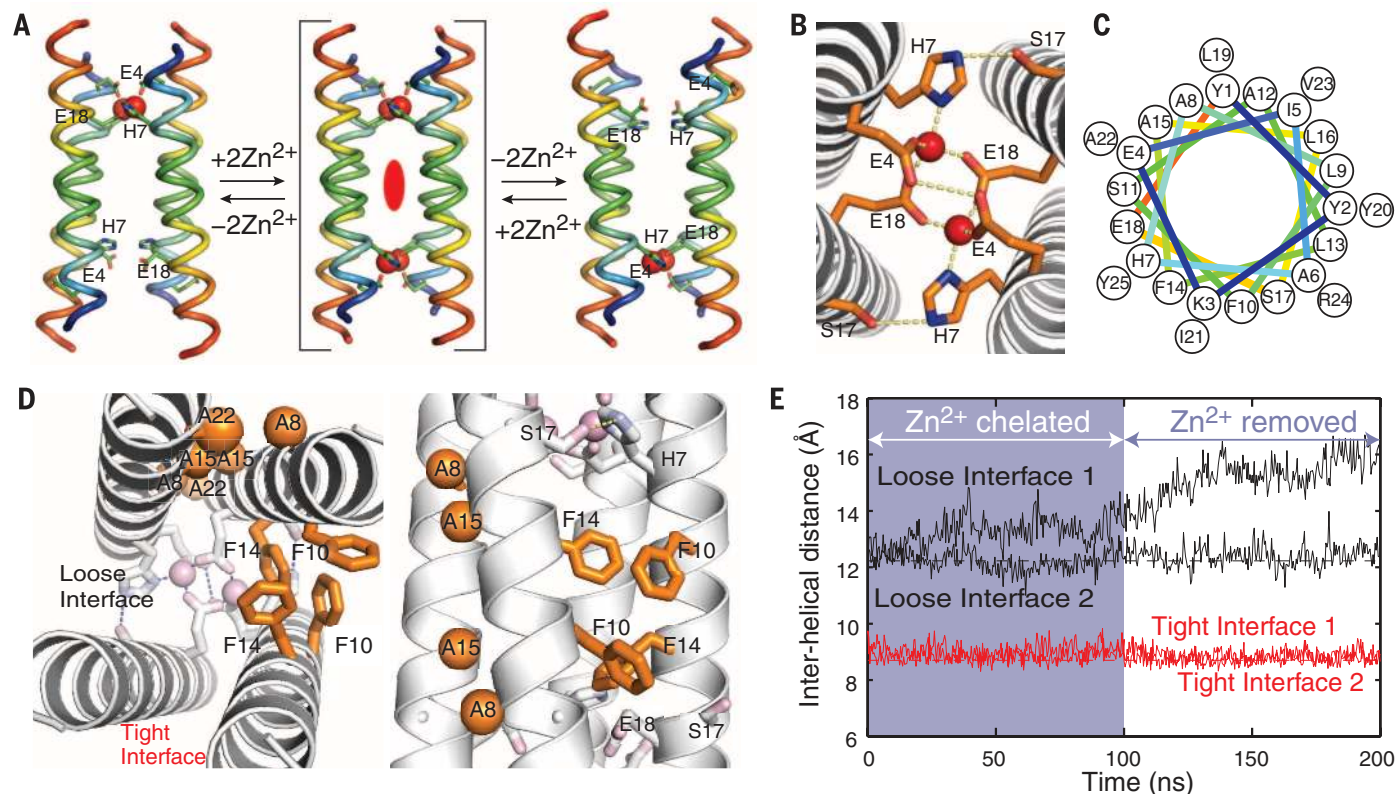 A
E4
E18
H7
H7
E4
E18
+2Zn²⁺
−2Zn²⁺
−2Zn²⁺
+2Zn²⁺
E4
E18
H7
H7
E18
E4
B
H7
S17
E4
E18
E18
E4
S17
H7
C
L19
Y1
A12
V23
A8
I5
A15
L16
A22
E4
L9
S11
Y2
Y20
E18
L13
H7
A6
Y25
F14
S17
R24
K3
F10
I21
D
A22
A8
A15
A15
A8
A22
F14
F10
Loose
Interface
F14
F10
Tight
Interface
S17
H7
A8
A15
F14
F10
F10
A15
F14
A8
E18
S17
E
Zn²⁺ chelated
Zn²⁺ removed
Loose Interface 1
Loose Interface 2
Tight Interface 1
Tight Interface 2
Inter-helical distance (Å)
18
16
14
12
10
8
6
0
50
100
150
200
Time (ns)